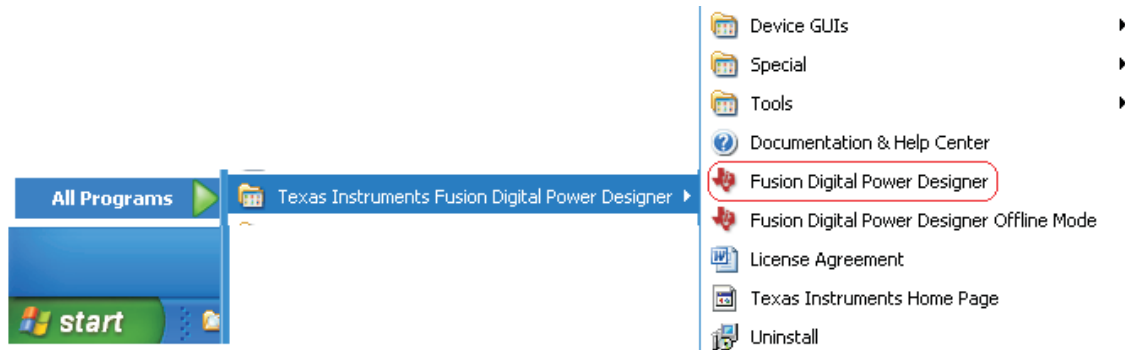 Device GUIs
Special
Tools
Documentation & Help Center
All Programs
Texas Instruments Fusion Digital Power Designer
Fusion Digital Power Designer
Fusion Digital Power Designer Offline Mode
License Agreement
Texas Instruments Home Page
start
Uninstall